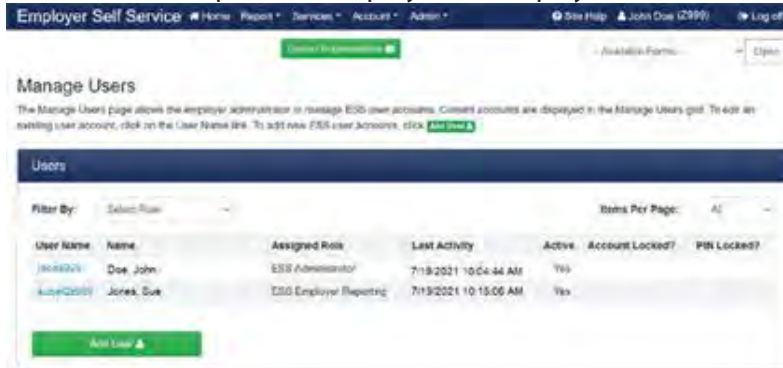 Employer Self Service Home Report Services Account Admin Site Help John Doe (Z999) Log off
Available Forms Open
Manage Users
The Manage Users page allows the employer administrator to manage ESS user accounts. Current accounts are displayed in the Manage Users grid. To edit an
existing user account, click on the User Name link. To add new ESS user accounts, click Add User
Users
Filter By: Select Role Items Per Page: All
User Name Name Assigned Role Last Activity Active Account Locked? PIN Locked?
Doe, John ESS Administrator 7/19/2021 10:04:44 AM Yes
Jones, Sue ESS Employer Reporting 7/19/2021 10:15:06 AM Yes
Add User